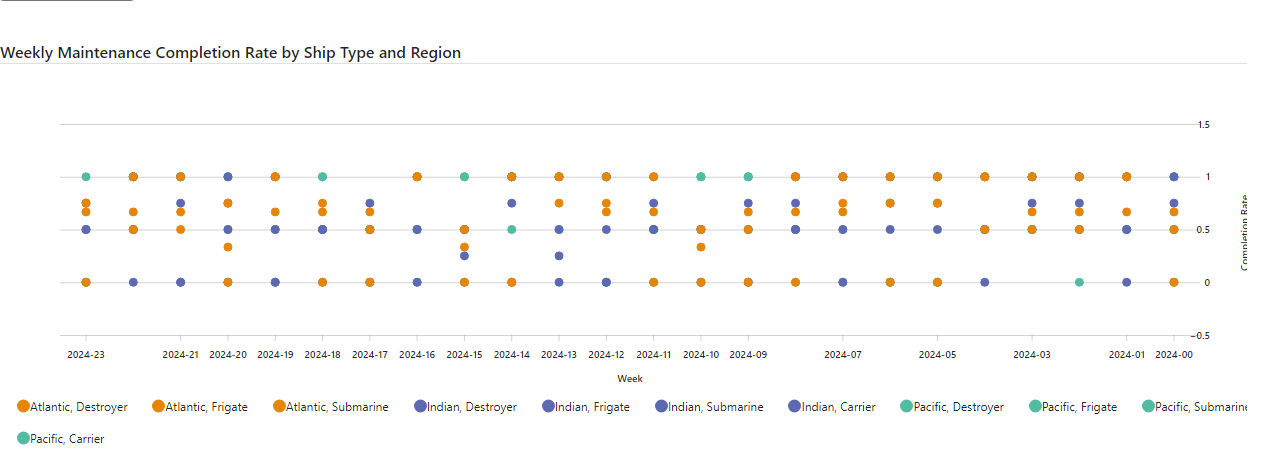 Weekly Maintenance Completion Rate by Ship Type and Region
1.5
1
Completion Rate
0.5
0
-0.5
2024-23 2024-21 2024-20 2024-19 2024-18 2024-17 2024-16 2024-15 2024-14 2024-13 2024-12 2024-11 2024-10 2024-09 2024-07 2024-05 2024-03 2024-01 2024-00
Week
Atlantic, Destroyer Atlantic, Frigate Atlantic, Submarine Indian, Destroyer Indian, Frigate Indian, Submarine Indian, Carrier Pacific, Destroyer Pacific, Frigate Pacific, Submarine
Pacific, Carrier